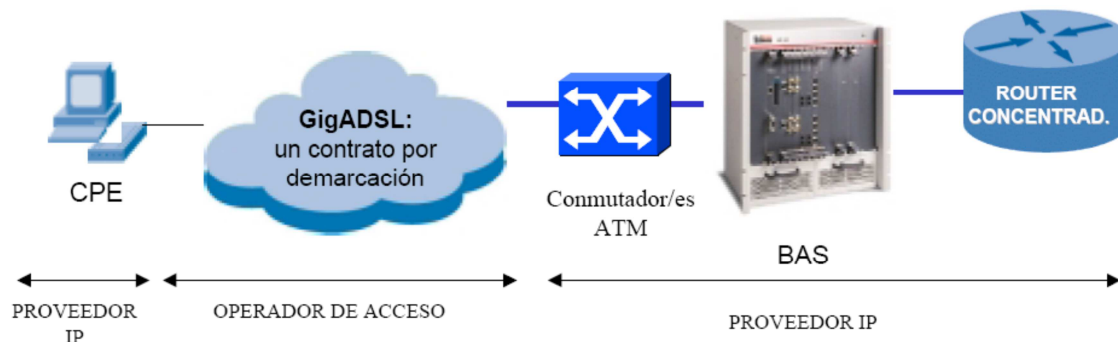 GigADSL:
un contrato por
demarcación
ROUTER
CONCENTRAD.
CPE
Conmutador/es
ATM
BAS
PROVEEDOR
IP
OPERADOR DE ACCESO
PROVEEDOR IP